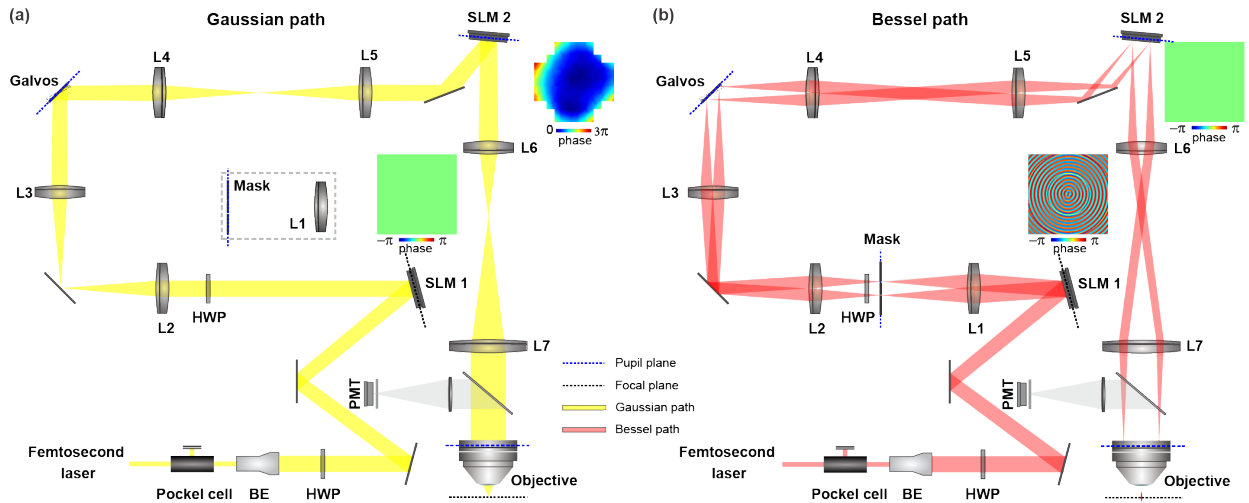 (a)
Gaussian path
SLM 2
L4
L5
Galvos
0
3π
phase
L6
L3
Mask
L1
−π
π
phase
SLM 1
L2
HWP
L7
PMT
Pupil plane
Focal plane
Gaussian path
Bessel path
Femtosecond
laser
Pockel cell
BE
HWP
Objective
(b)
Bessel path
SLM 2
L4
L5
Galvos
−π
π
phase
L6
L3
−π
π
phase
Mask
SLM 1
L2
HWP
L1
L7
PMT
Femtosecond
laser
Pockel cell
BE
HWP
Objective